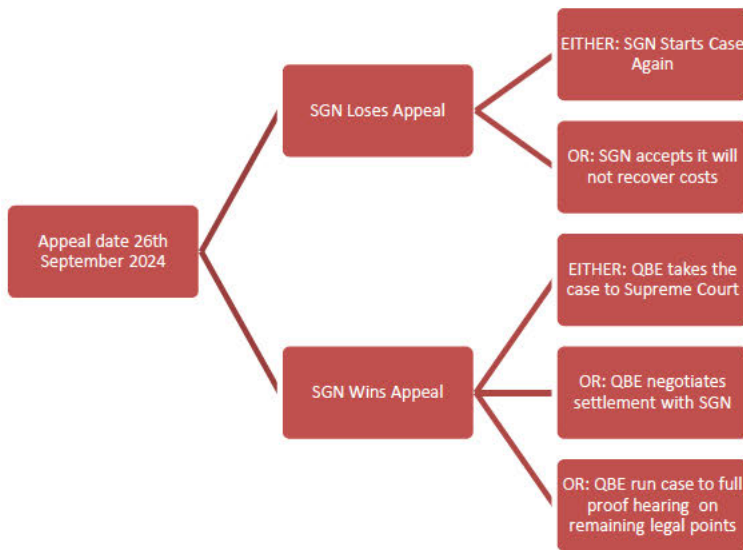 EITHER: SGN Starts Case
Again
SGN Loses Appeal
OR: SGN accepts it will
not recover costs
Appeal date 26th
September 2024
EITHER: QBE takes the
case to Supreme Court
SGN Wins Appeal
OR: QBE negotiates
settlement with SGN
OR: QBE run case to full
proof hearing on
remaining legal points